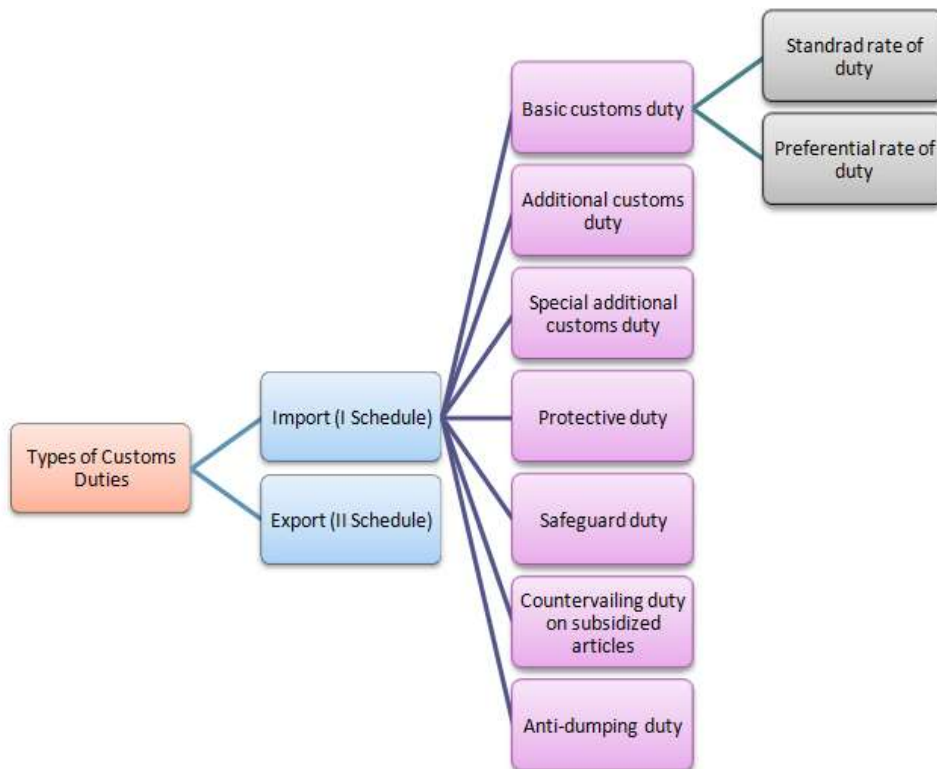 Types of Customs
Duties
Import (I Schedule)
Export (II Schedule)
Basic customs duty
Standrad rate of
duty
Preferential rate of
duty
Additional customs
duty
Special additional
customs duty
Protective duty
Safeguard duty
Countervailing duty
on subsidized
articles
Anti-dumping duty